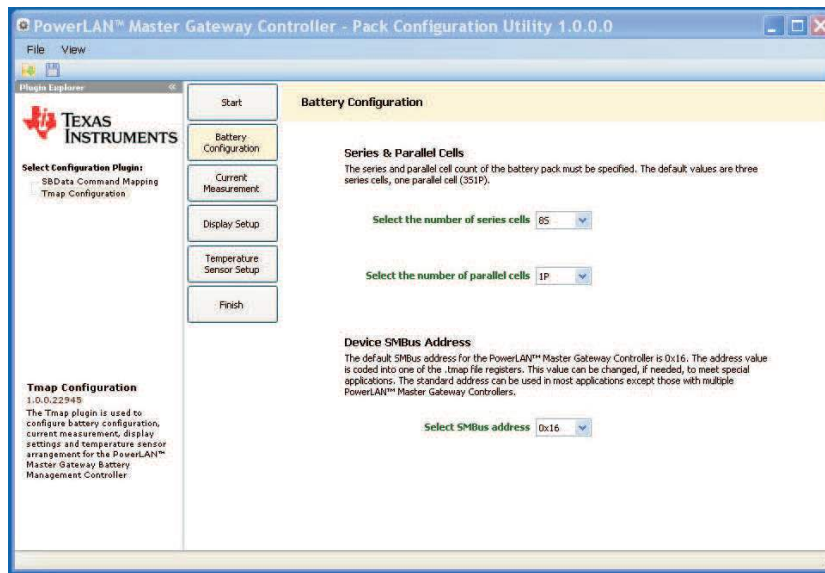 PowerLAN™ Master Gateway Controller - Pack Configuration Utility 1.0.0.0
File View
Plugin Explorer «
TEXAS
INSTRUMENTS
Select Configuration Plugin:
SBData Command Mapping
Tmap Configuration
Tmap Configuration
1.0.0.22945
The Tmap plugin is used to
configure battery configuration,
current measurement, display
settings and temperature sensor
arrangement for the PowerLAN™
Master Gateway Battery
Management Controller
Start
Battery
Configuration
Current
Measurement
Display Setup
Temperature
Sensor Setup
Finish
Battery Configuration
Series & Parallel Cells
The series and parallel cell count of the battery pack must be specified. The default values are three
series cells, one parallel cell (3S1P).
Select the number of series cells 8S
Select the number of parallel cells 1P
Device SMBus Address
The default SMBus address for the PowerLAN™ Master Gateway Controller is 0x16. The address value
is coded into one of the .tmap file registers. This value can be changed, if needed, to meet special
applications. The standard address can be used in most applications except those with multiple
PowerLAN™ Master Gateway Controllers.
Select SMBus address 0x16